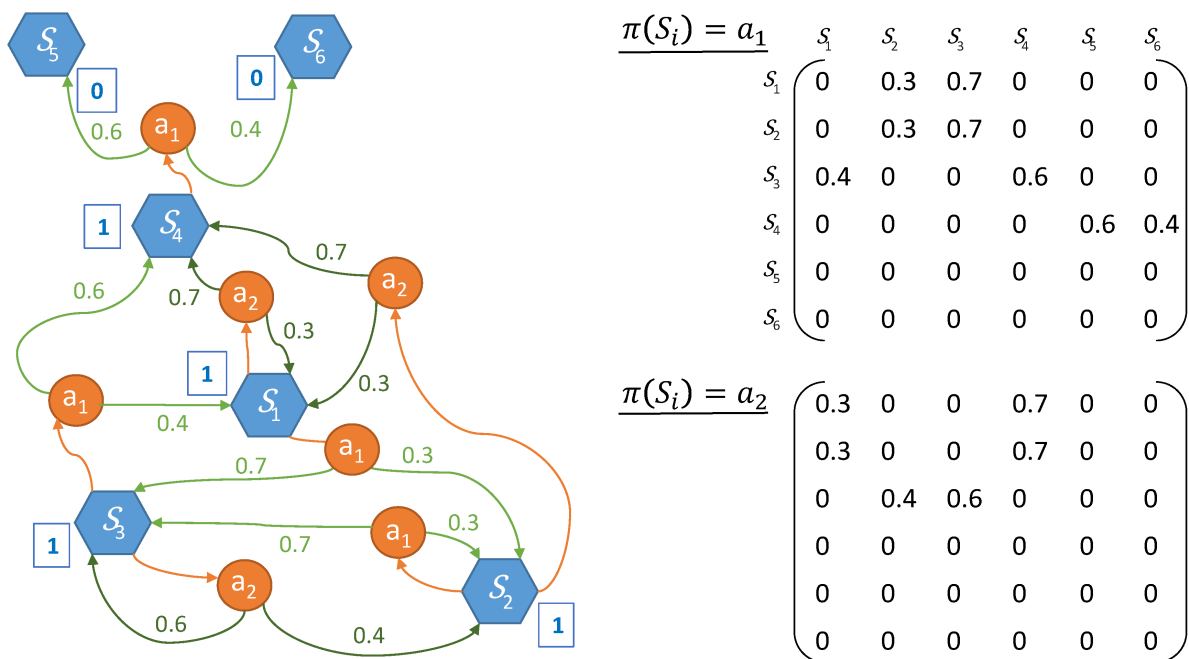 S5
S6
0
0
0.6
a1
0.4
S4
1
0.7
0.6
a2
0.7
a2
0.3
1
0.3
a1
S1
0.4
a1
0.7
0.3
S3
a1
0.3
1
0.7
a2
S2
0.6
0.4
1
π(Si) = a1
S1 S2 S3 S4 S5 S6
S1 0 0.3 0.7 0 0 0
S2 0 0.3 0.7 0 0 0
S3 0.4 0 0 0.6 0 0
S4 0 0 0 0 0.6 0.4
S5 0 0 0 0 0 0
S6 0 0 0 0 0 0
π(Si) = a2
0.3 0 0 0.7 0 0
0.3 0 0 0.7 0 0
0 0.4 0.6 0 0 0
0 0 0 0 0 0
0 0 0 0 0 0
0 0 0 0 0 0